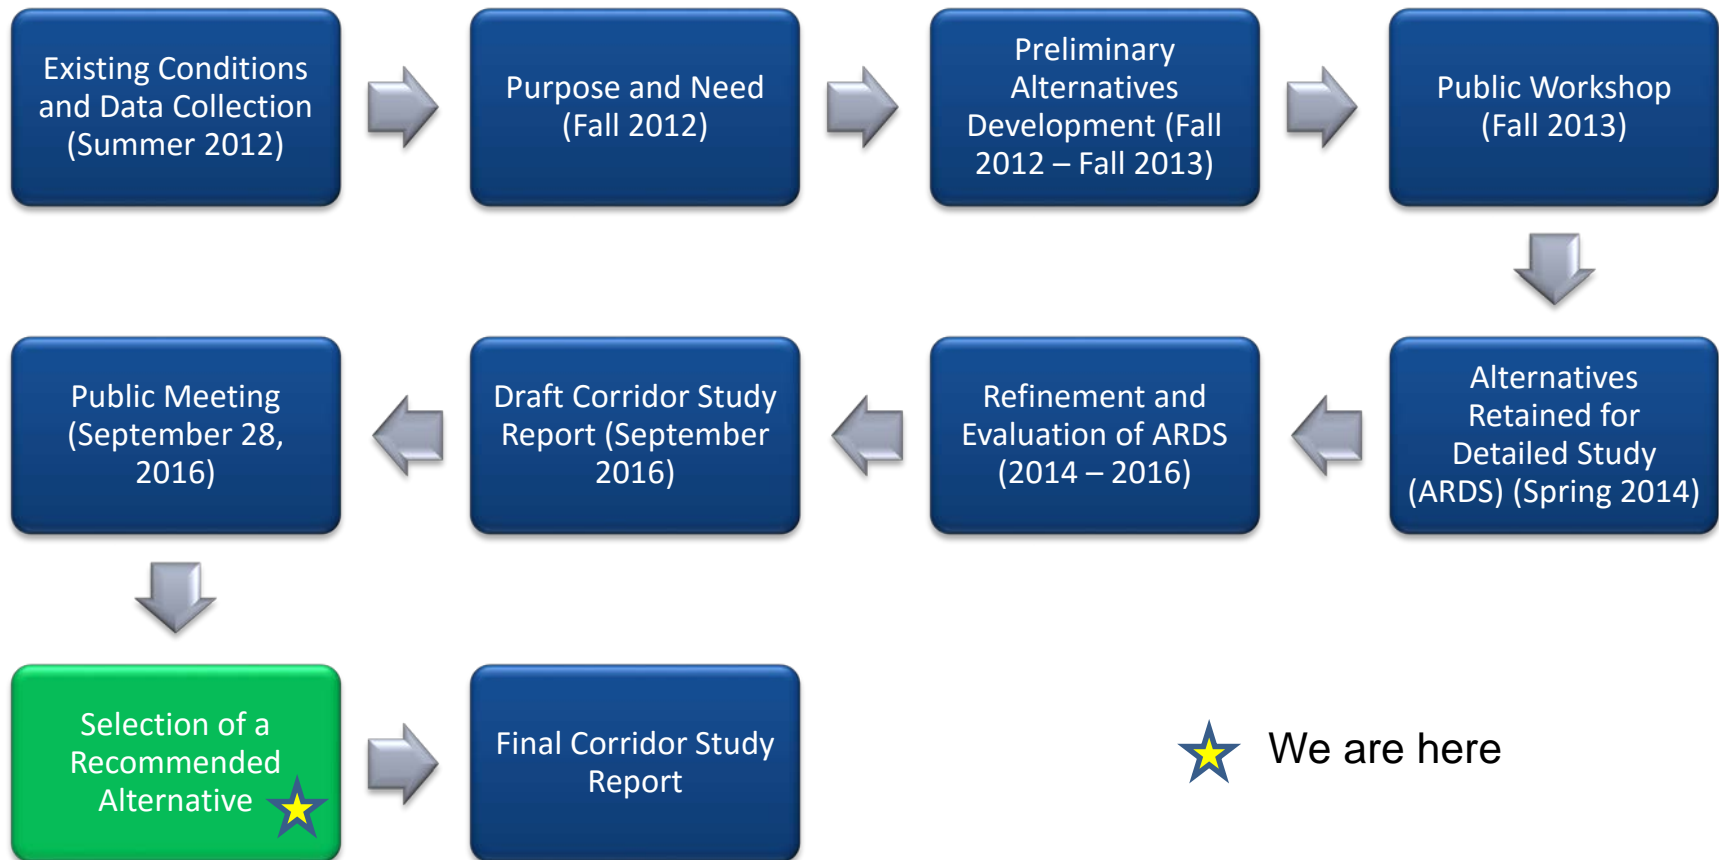 Existing Conditions
and Data Collection
(Summer 2012)
Purpose and Need
(Fall 2012)
Preliminary
Alternatives
Development (Fall
2012 – Fall 2013)
Public Workshop
(Fall 2013)
Alternatives
Retained for
Detailed Study
(ARDS) (Spring 2014)
Refinement and
Evaluation of ARDS
(2014 – 2016)
Draft Corridor Study
Report (September
2016)
Public Meeting
(September 28,
2016)
Selection of a
Recommended
Alternative
Final Corridor Study
Report
We are here